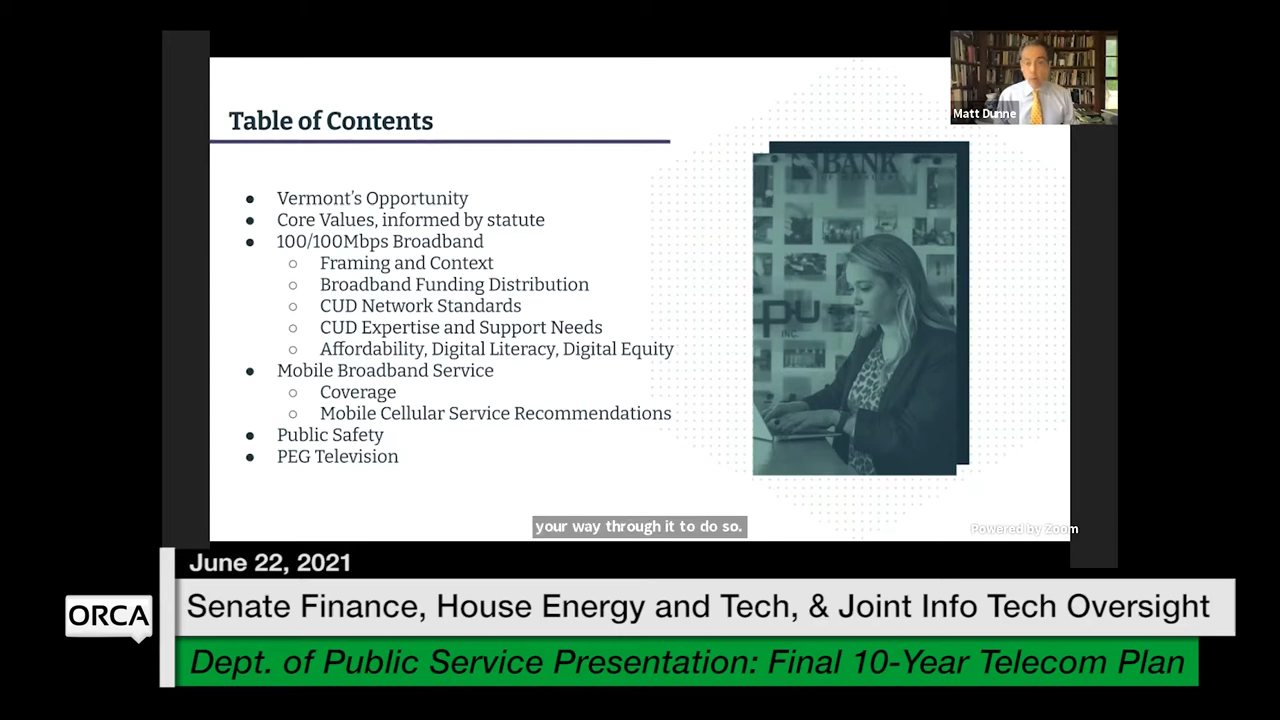 Table of Contents
Matt Dunne
BANK
PU
INC.
● Vermont's Opportunity
● Core Values, informed by statute
● 100/100Mbps Broadband
○ Framing and Context
○ Broadband Funding Distribution
○ CUD Network Standards
○ CUD Expertise and Support Needs
○ Affordability, Digital Literacy, Digital Equity
● Mobile Broadband Service
○ Coverage
○ Mobile Cellular Service Recommendations
● Public Safety
● PEG Television
your way through it to do so.
Powered by Zoom
June 22, 2021
ORCA
Senate Finance, House Energy and Tech, & Joint Info Tech Oversight
Dept. of Public Service Presentation: Final 10-Year Telecom Plan